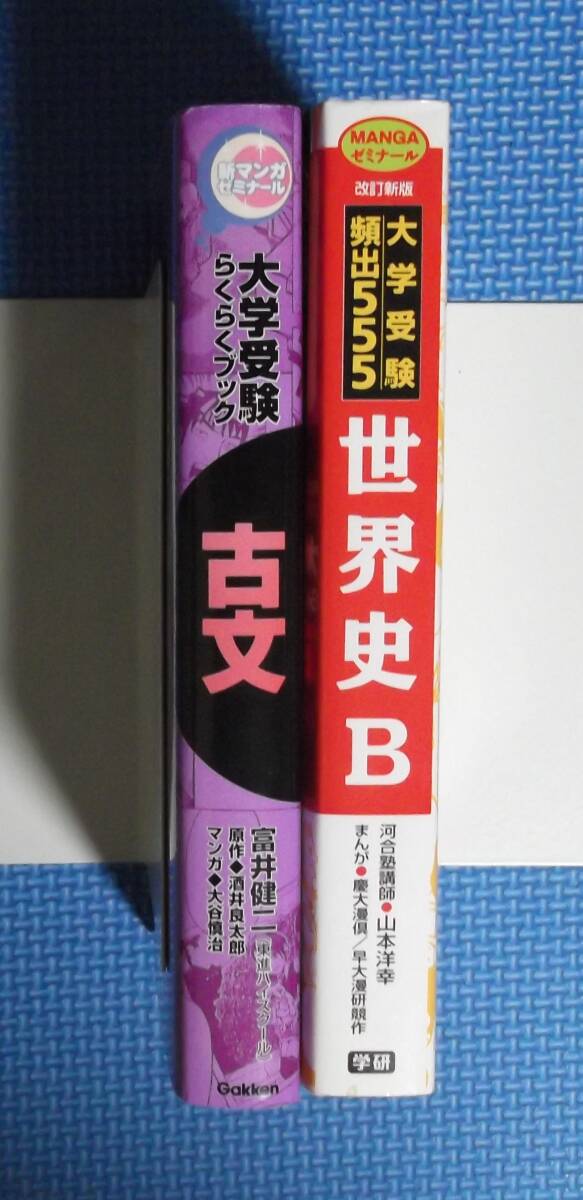 新マンガ
ゼミナール
大学受験
らくらくブック
古文
富井健二(東進ハイスクール)
原作◆酒井良太郎
マンガ◆大谷慎治
Gakken
MANGA
ゼミナール
改訂新版
大学受験
頻出555
世界史B
河合塾講師●山本洋幸
まんが●慶大漫倶/早大漫研競作
学研